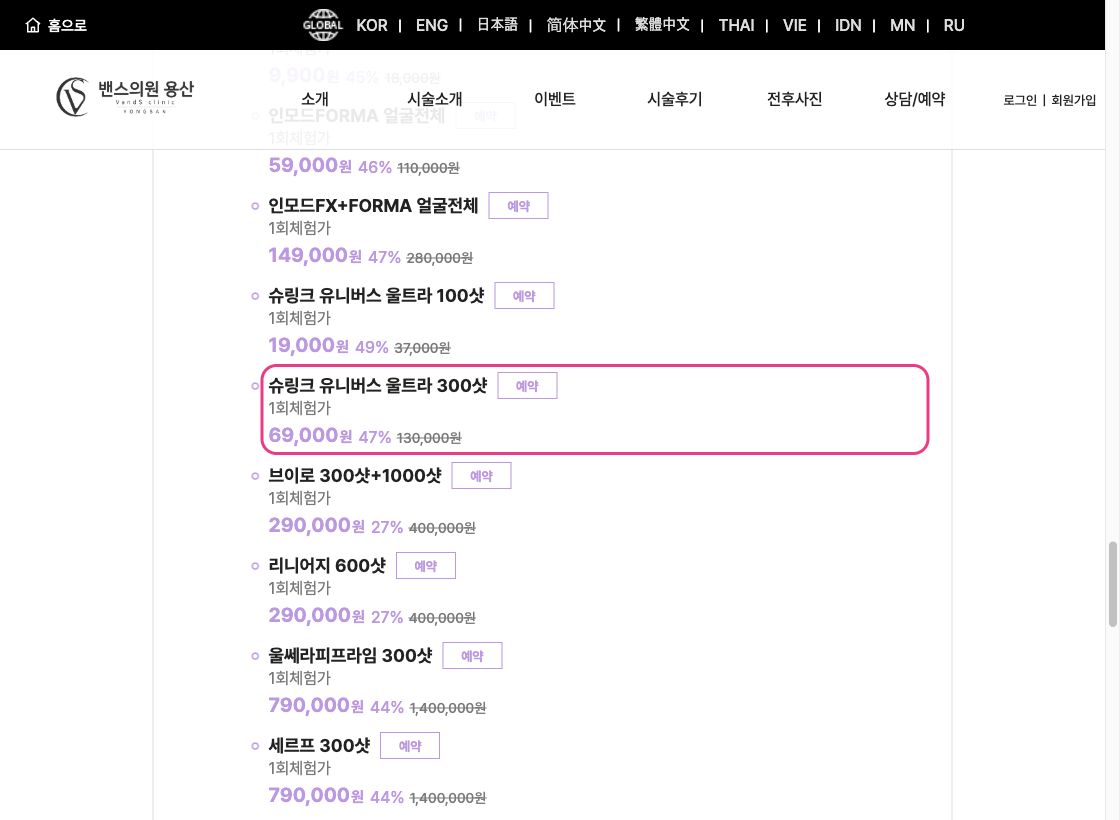 홈으로
GLOBAL KOR | ENG | 日本語 | 简体中文 | 繁體中文 | THAI | VIE | IDN | MN | RU
9,900원 45% 18,000원
밴스의원 용산
VandS clinic
YONGSAN
소개 시술소개 이벤트 시술후기 전후사진 상담/예약 로그인 | 회원가입
인모드FORMA 얼굴전체 예약
1회체험가
59,000원 46% 110,000원
인모드FX+FORMA 얼굴전체 예약
1회체험가
149,000원 47% 280,000원
슈링크 유니버스 울트라 100샷 예약
1회체험가
19,000원 49% 37,000원
슈링크 유니버스 울트라 300샷 예약
1회체험가
69,000원 47% 130,000원
브이로 300샷+1000샷 예약
1회체험가
290,000원 27% 400,000원
리니어지 600샷 예약
1회체험가
290,000원 27% 400,000원
울쎄라피프라임 300샷 예약
1회체험가
790,000원 44% 1,400,000원
세르프 300샷 예약
1회체험가
790,000원 44% 1,400,000원